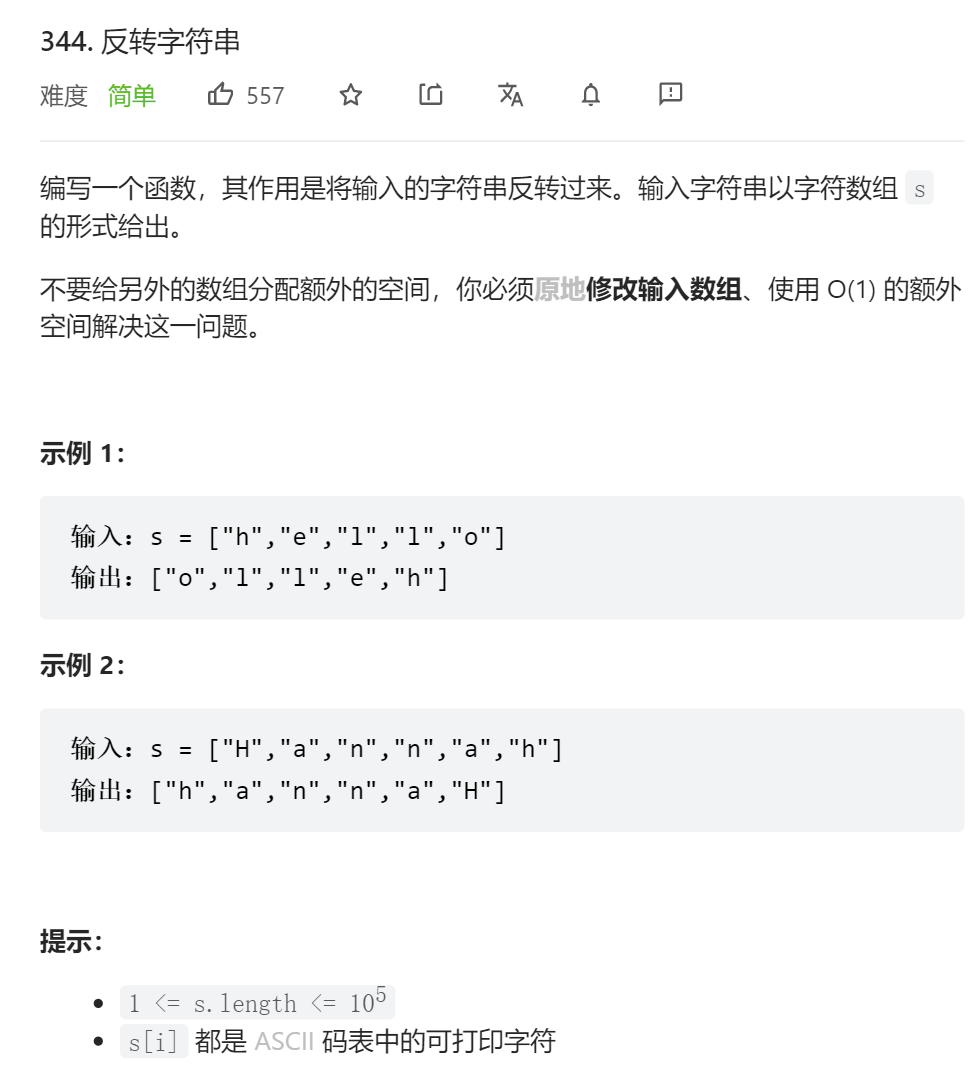 344. 反转字符串
难度 简单 557
编写一个函数，其作用是将输入的字符串反转过来。输入字符串以字符数组 s
的形式给出。
不要给另外的数组分配额外的空间，你必须原地修改输入数组、使用 O(1) 的额外
空间解决这一问题。
示例 1：
输入：s = ["h","e","l","l","o"]
输出：["o","l","l","e","h"]
示例 2：
输入：s = ["H","a","n","n","a","h"]
输出：["h","a","n","n","a","H"]
提示：
1 <= s.length <= 10⁵
s[i] 都是 ASCII 码表中的可打印字符